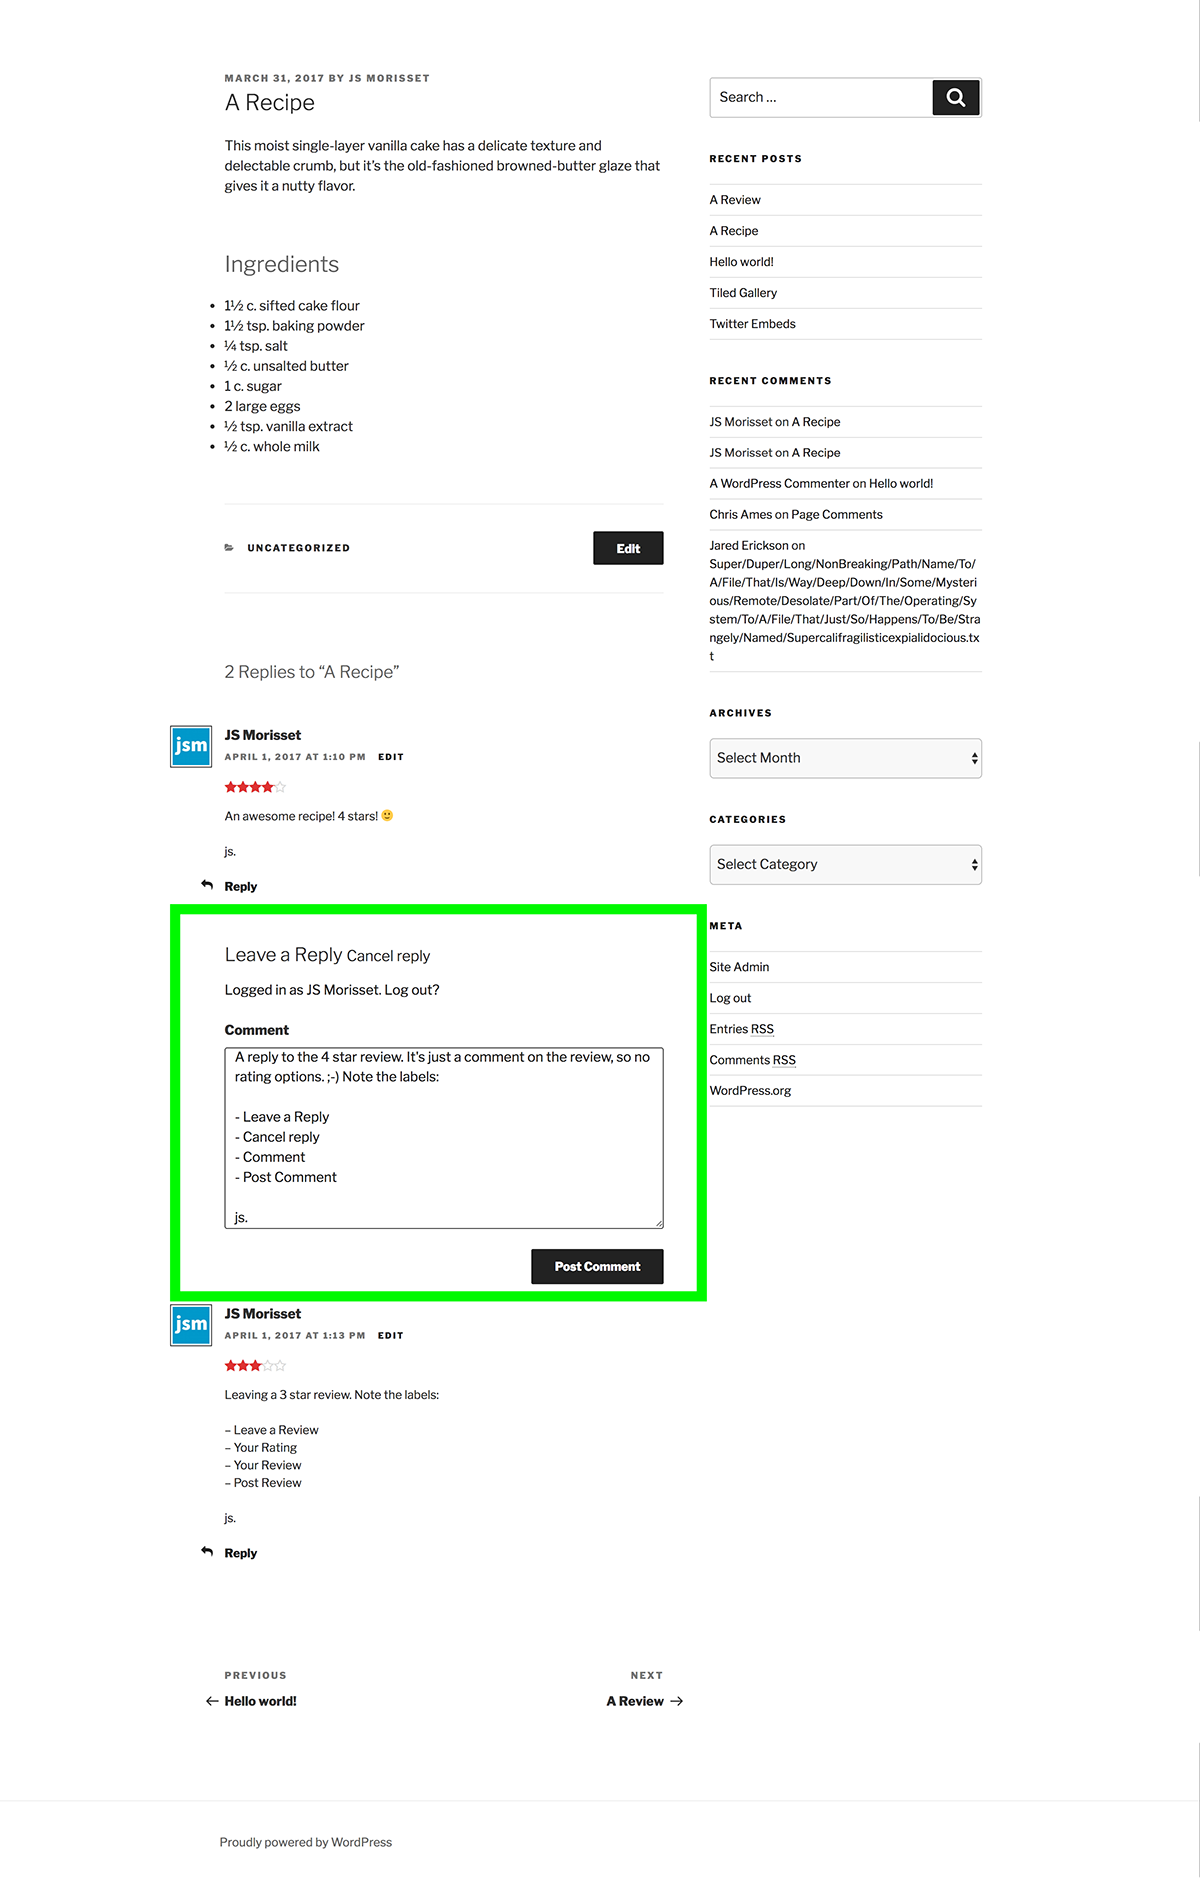 MARCH 31, 2017 BY JS MORISSET
A Recipe
This moist single-layer vanilla cake has a delicate texture and
delectable crumb, but it's the old-fashioned browned-butter glaze that
gives it a nutty flavor.
Ingredients
• 1½ c. sifted cake flour
• 1½ tsp. baking powder
• ¼ tsp. salt
• ½ c. unsalted butter
• 1 c. sugar
• 2 large eggs
• ½ tsp. vanilla extract
• ½ c. whole milk
UNCATEGORIZED
Edit
2 Replies to “A Recipe”
jsm
JS Morisset
APRIL 1, 2017 AT 1:10 PM EDIT
An awesome recipe! 4 stars! 🙂
js.
Reply
Leave a Reply Cancel reply
Logged in as JS Morisset. Log out?
Comment
A reply to the 4 star review. It's just a comment on the review, so no
rating options. ;-) Note the labels:
- Leave a Reply
- Cancel reply
- Comment
- Post Comment
js.
Post Comment
jsm
JS Morisset
APRIL 1, 2017 AT 1:13 PM EDIT
Leaving a 3 star review. Note the labels:
– Leave a Review
– Your Rating
– Your Review
– Post Review
js.
Reply
PREVIOUS
← Hello world!
NEXT
A Review →
Search ...
RECENT POSTS
A Review
A Recipe
Hello world!
Tiled Gallery
Twitter Embeds
RECENT COMMENTS
JS Morisset on A Recipe
JS Morisset on A Recipe
A WordPress Commenter on Hello world!
Chris Ames on Page Comments
Jared Erickson on
Super/Duper/Long/NonBreaking/Path/Name/To/
A/File/That/Is/Way/Deep/Down/In/Some/Mysteri
ous/Remote/Desolate/Part/Of/The/Operating/Sy
stem/To/A/File/That/Just/So/Happens/To/Be/Stra
ngely/Named/Supercalifragilisticexpialidocious.tx
t
ARCHIVES
Select Month
CATEGORIES
Select Category
META
Site Admin
Log out
Entries RSS
Comments RSS
WordPress.org
Proudly powered by WordPress